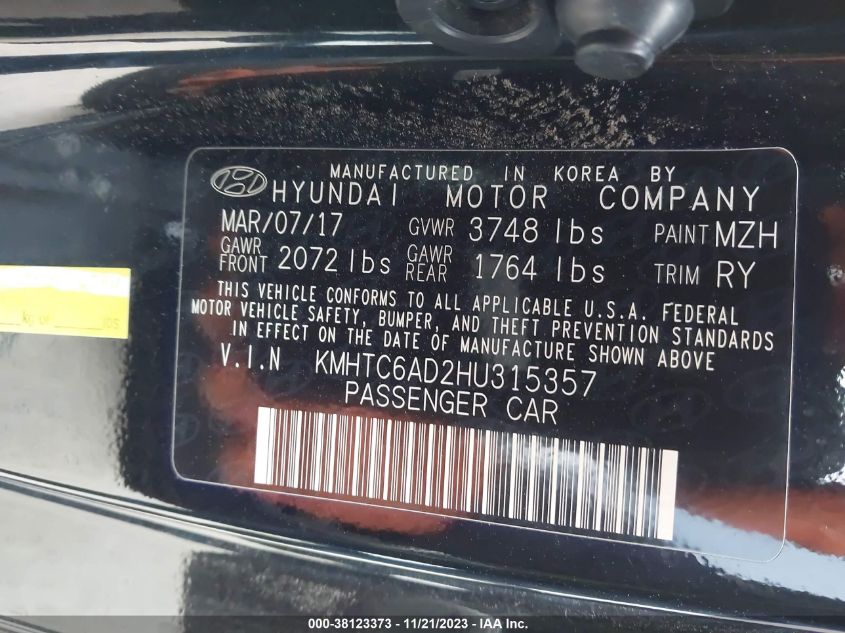 MANUFACTURED IN KOREA BY
HYUNDAI MOTOR COMPANY
MAR/07/17 GVWR 3748 lbs PAINT MZH
GAWR FRONT 2072 lbs GAWR REAR 1764 lbs TRIM RY
THIS VEHICLE CONFORMS TO ALL APPLICABLE U.S.A. FEDERAL
MOTOR VEHICLE SAFETY, BUMPER, AND THEFT PREVENTION STANDARDS
IN EFFECT ON THE DATE OF MANUFACTURE SHOWN ABOVE
V.I.N KMHTC6AD2HU315357
PASSENGER CAR
kg or lbs
000-38123373 - 11/21/2023 - IAA Inc.